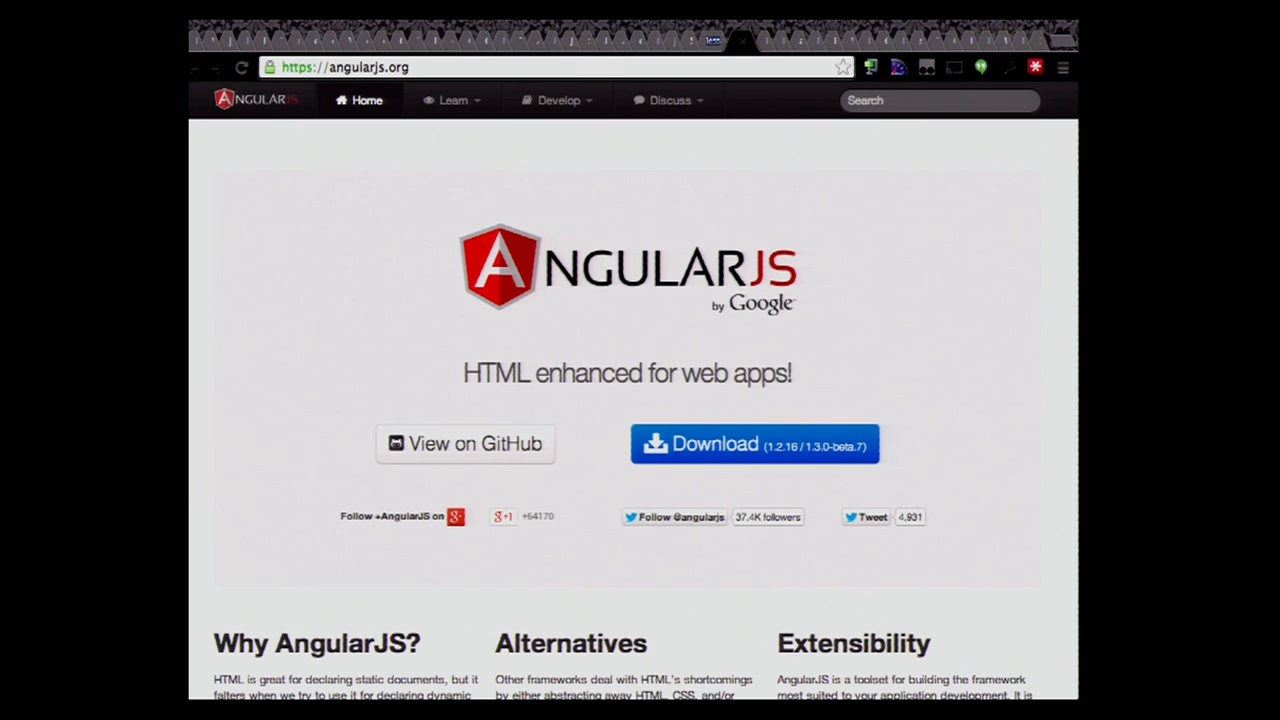 https://angularjs.org
ANGULARJS Home Learn Develop Discuss Search
ANGULARJS
by Google
HTML enhanced for web apps!
View on GitHub Download (1.2.16 / 1.3.0-beta.7)
Follow +AngularJS on g+ g+1 +64170 Follow @angularjs 37.4K followers Tweet 4,931
Why AngularJS? Alternatives Extensibility
HTML is great for declaring static documents, but it
falters when we try to use it for declaring dynamic
Other frameworks deal with HTML's shortcomings
by either abstracting away HTML, CSS, and/or
AngularJS is a toolset for building the framework
most suited to your application development. It is